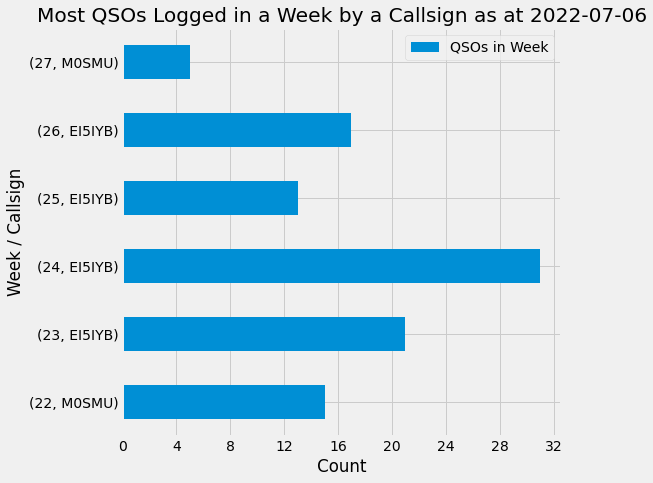 Most QSOs Logged in a Week by a Callsign as at 2022-07-06
QSOs in Week
(27, M0SMU)
(26, EI5IYB)
(25, EI5IYB)
(24, EI5IYB)
(23, EI5IYB)
(22, M0SMU)
Week / Callsign
0 4 8 12 16 20 24 28 32
Count